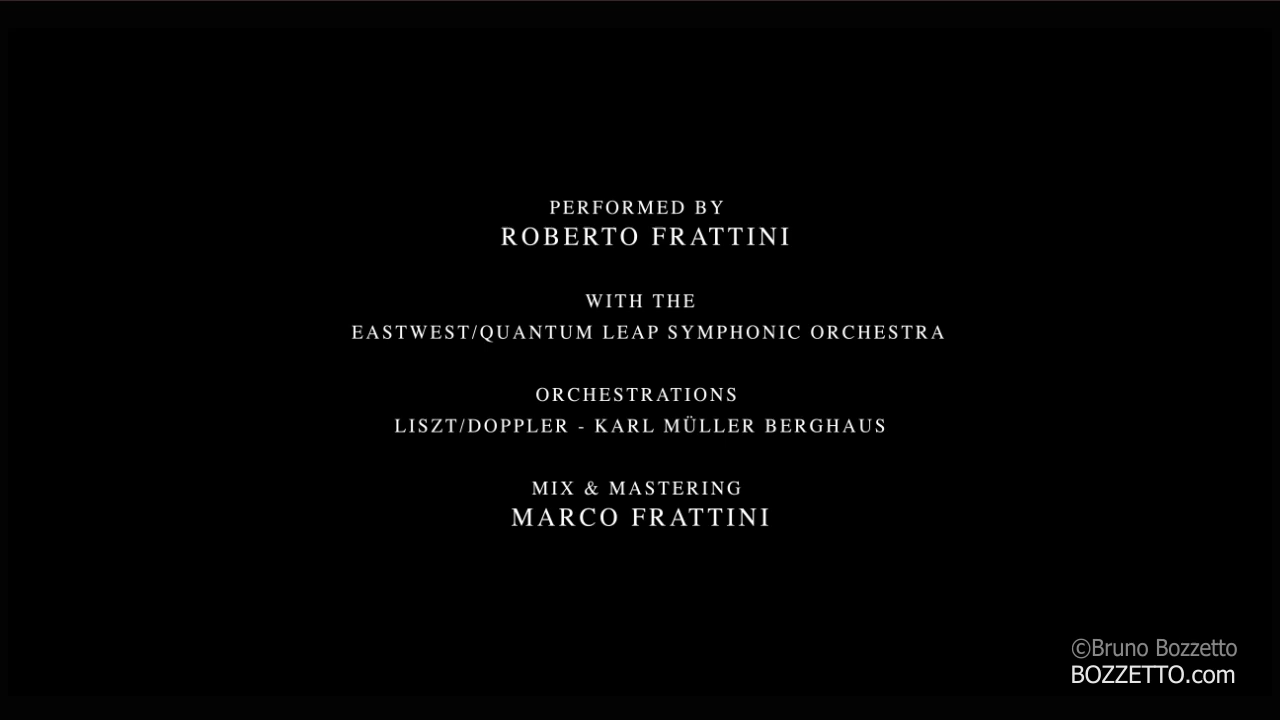 PERFORMED BY
ROBERTO FRATTINI
WITH THE
EASTWEST/QUANTUM LEAP SYMPHONIC ORCHESTRA
ORCHESTRATIONS
LISZT/DOPPLER - KARL MÜLLER BERGHAUS
MIX & MASTERING
MARCO FRATTINI
©Bruno Bozzetto
BOZZETTO.com